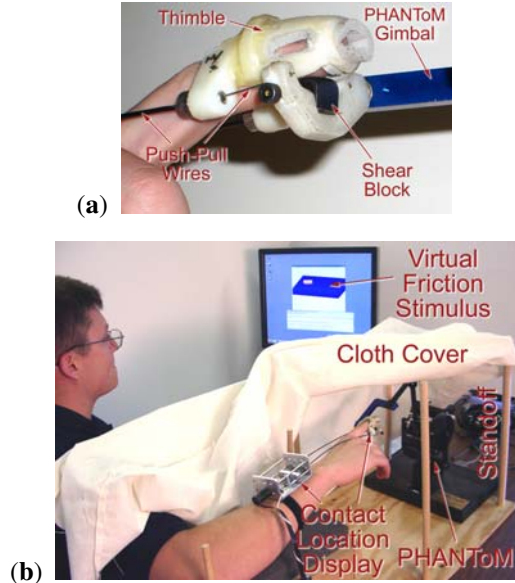 Thimble
PHANToM
Gimbal
Push-Pull
Wires
Shear
Block
(a)
Virtual
Friction
Stimulus
Cloth Cover
Standoff
Contact
Location
Display
PHANToM
(b)